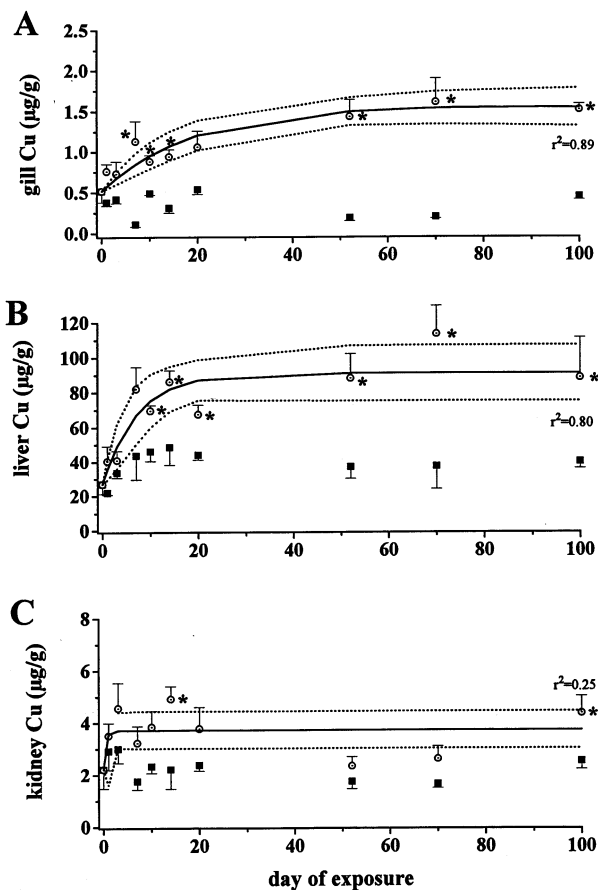 A
gill Cu (µg/g)
2.5
2.0
1.5
1.0
0.5
0.0
* * * * * *
r²=0.89
0 20 40 60 80 100
B
liver Cu (µg/g)
120
100
80
60
40
20
0
* * * * * *
r²=0.80
0 20 40 60 80 100
C
kidney Cu (µg/g)
8
6
4
2
0
* *
r²=0.25
0 20 40 60 80 100
day of exposure